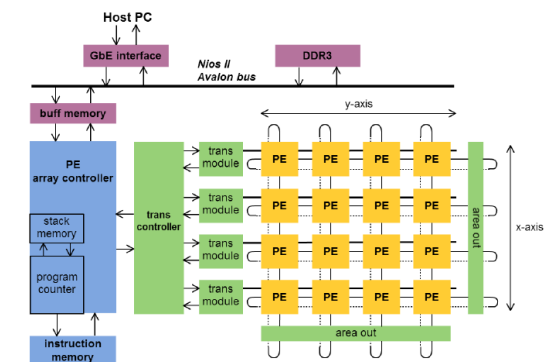 Host PC
GbE interface
Nios II
Avalon bus
DDR3
buff memory
y-axis
PE
array controller
stack
memory
program
counter
instruction
memory
trans
controller
trans
module
trans
module
trans
module
trans
module
PE PE PE PE
PE PE PE PE
PE PE PE PE
PE PE PE PE
area out
x-axis
area out